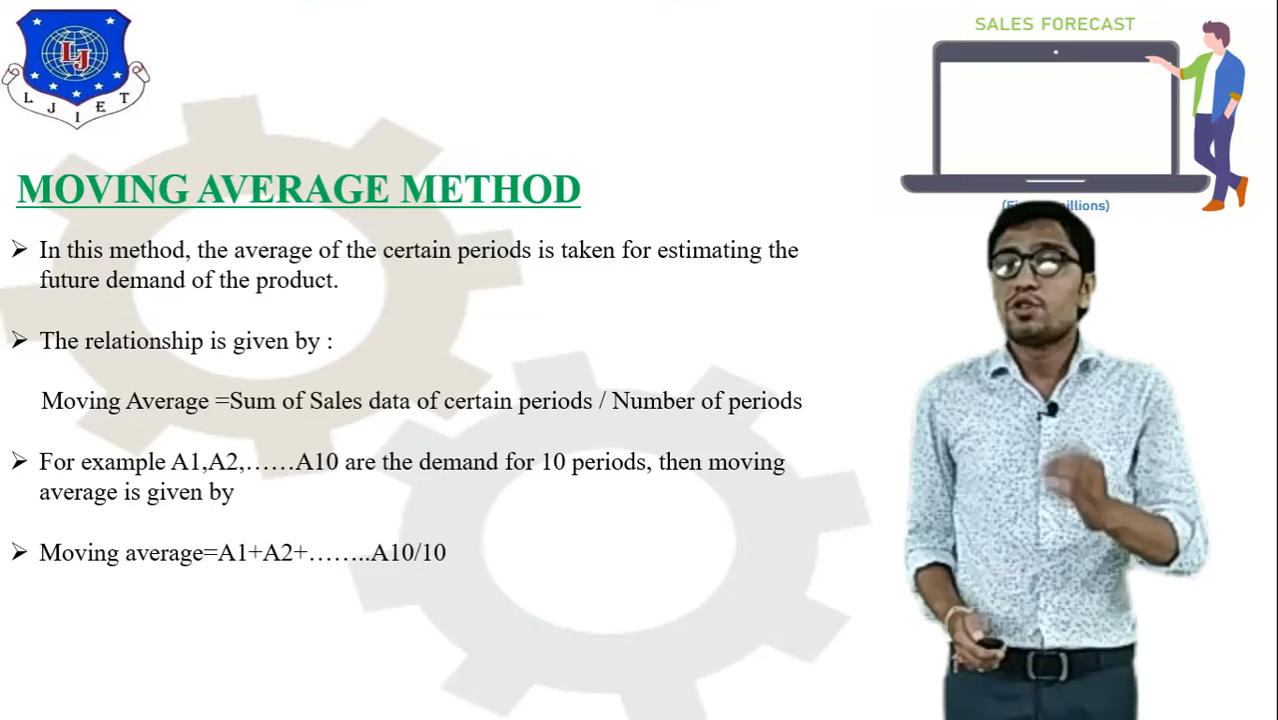 LJ
L J I E T
SALES FORECAST
MOVING AVERAGE METHOD
➢ In this method, the average of the certain periods is taken for estimating the
future demand of the product.
➢ The relationship is given by :
Moving Average =Sum of Sales data of certain periods / Number of periods
➢ For example A1,A2,……A10 are the demand for 10 periods, then moving
average is given by
➢ Moving average=A1+A2+……..A10/10